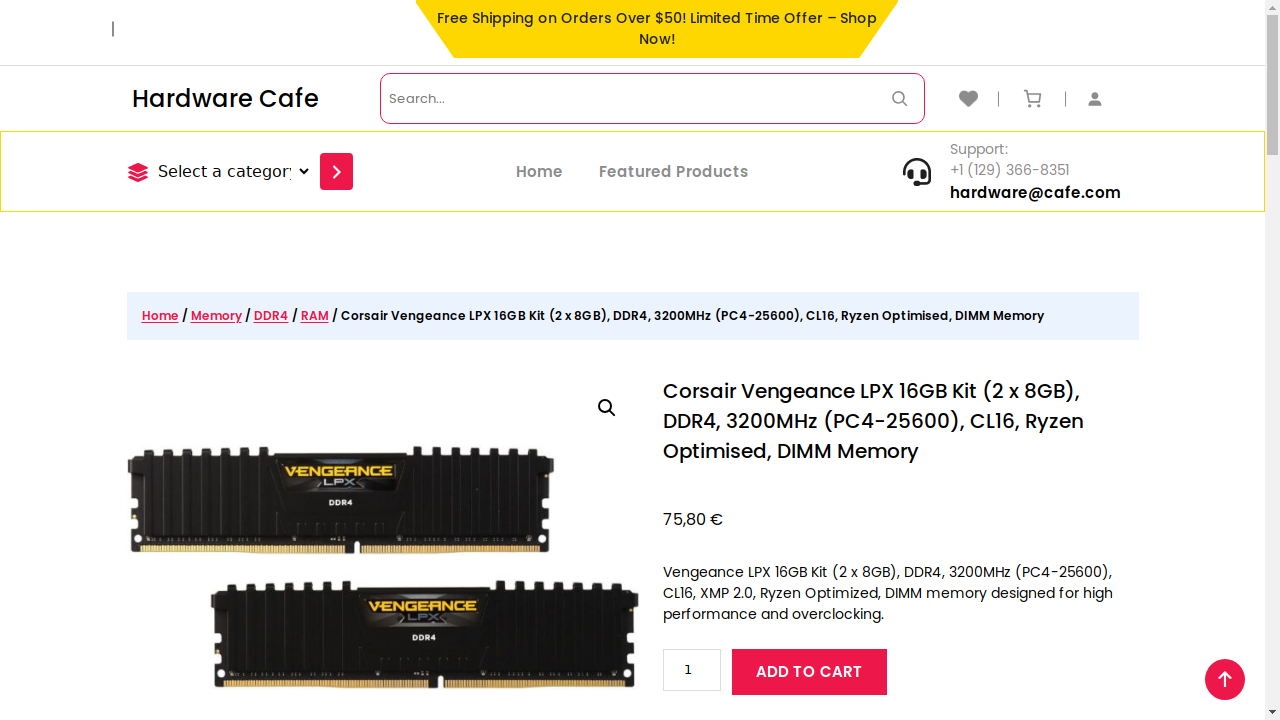 Free Shipping on Orders Over $50! Limited Time Offer – Shop
Now!
Hardware Cafe
Search...
Select a category
Home
Featured Products
Support:
+1 (129) 366-8351
hardware@cafe.com
Home / Memory / DDR4 / RAM / Corsair Vengeance LPX 16GB Kit (2 x 8GB), DDR4, 3200MHz (PC4-25600), CL16, Ryzen Optimised, DIMM Memory
Corsair Vengeance LPX 16GB Kit (2 x 8GB),
DDR4, 3200MHz (PC4-25600), CL16, Ryzen
Optimised, DIMM Memory
VENGEANCE
LPX
DDR4
VENGEANCE
LPX
DDR4
75,80 €
Vengeance LPX 16GB Kit (2 x 8GB), DDR4, 3200MHz (PC4-25600),
CL16, XMP 2.0, Ryzen Optimized, DIMM memory designed for high
performance and overclocking.
1
ADD TO CART